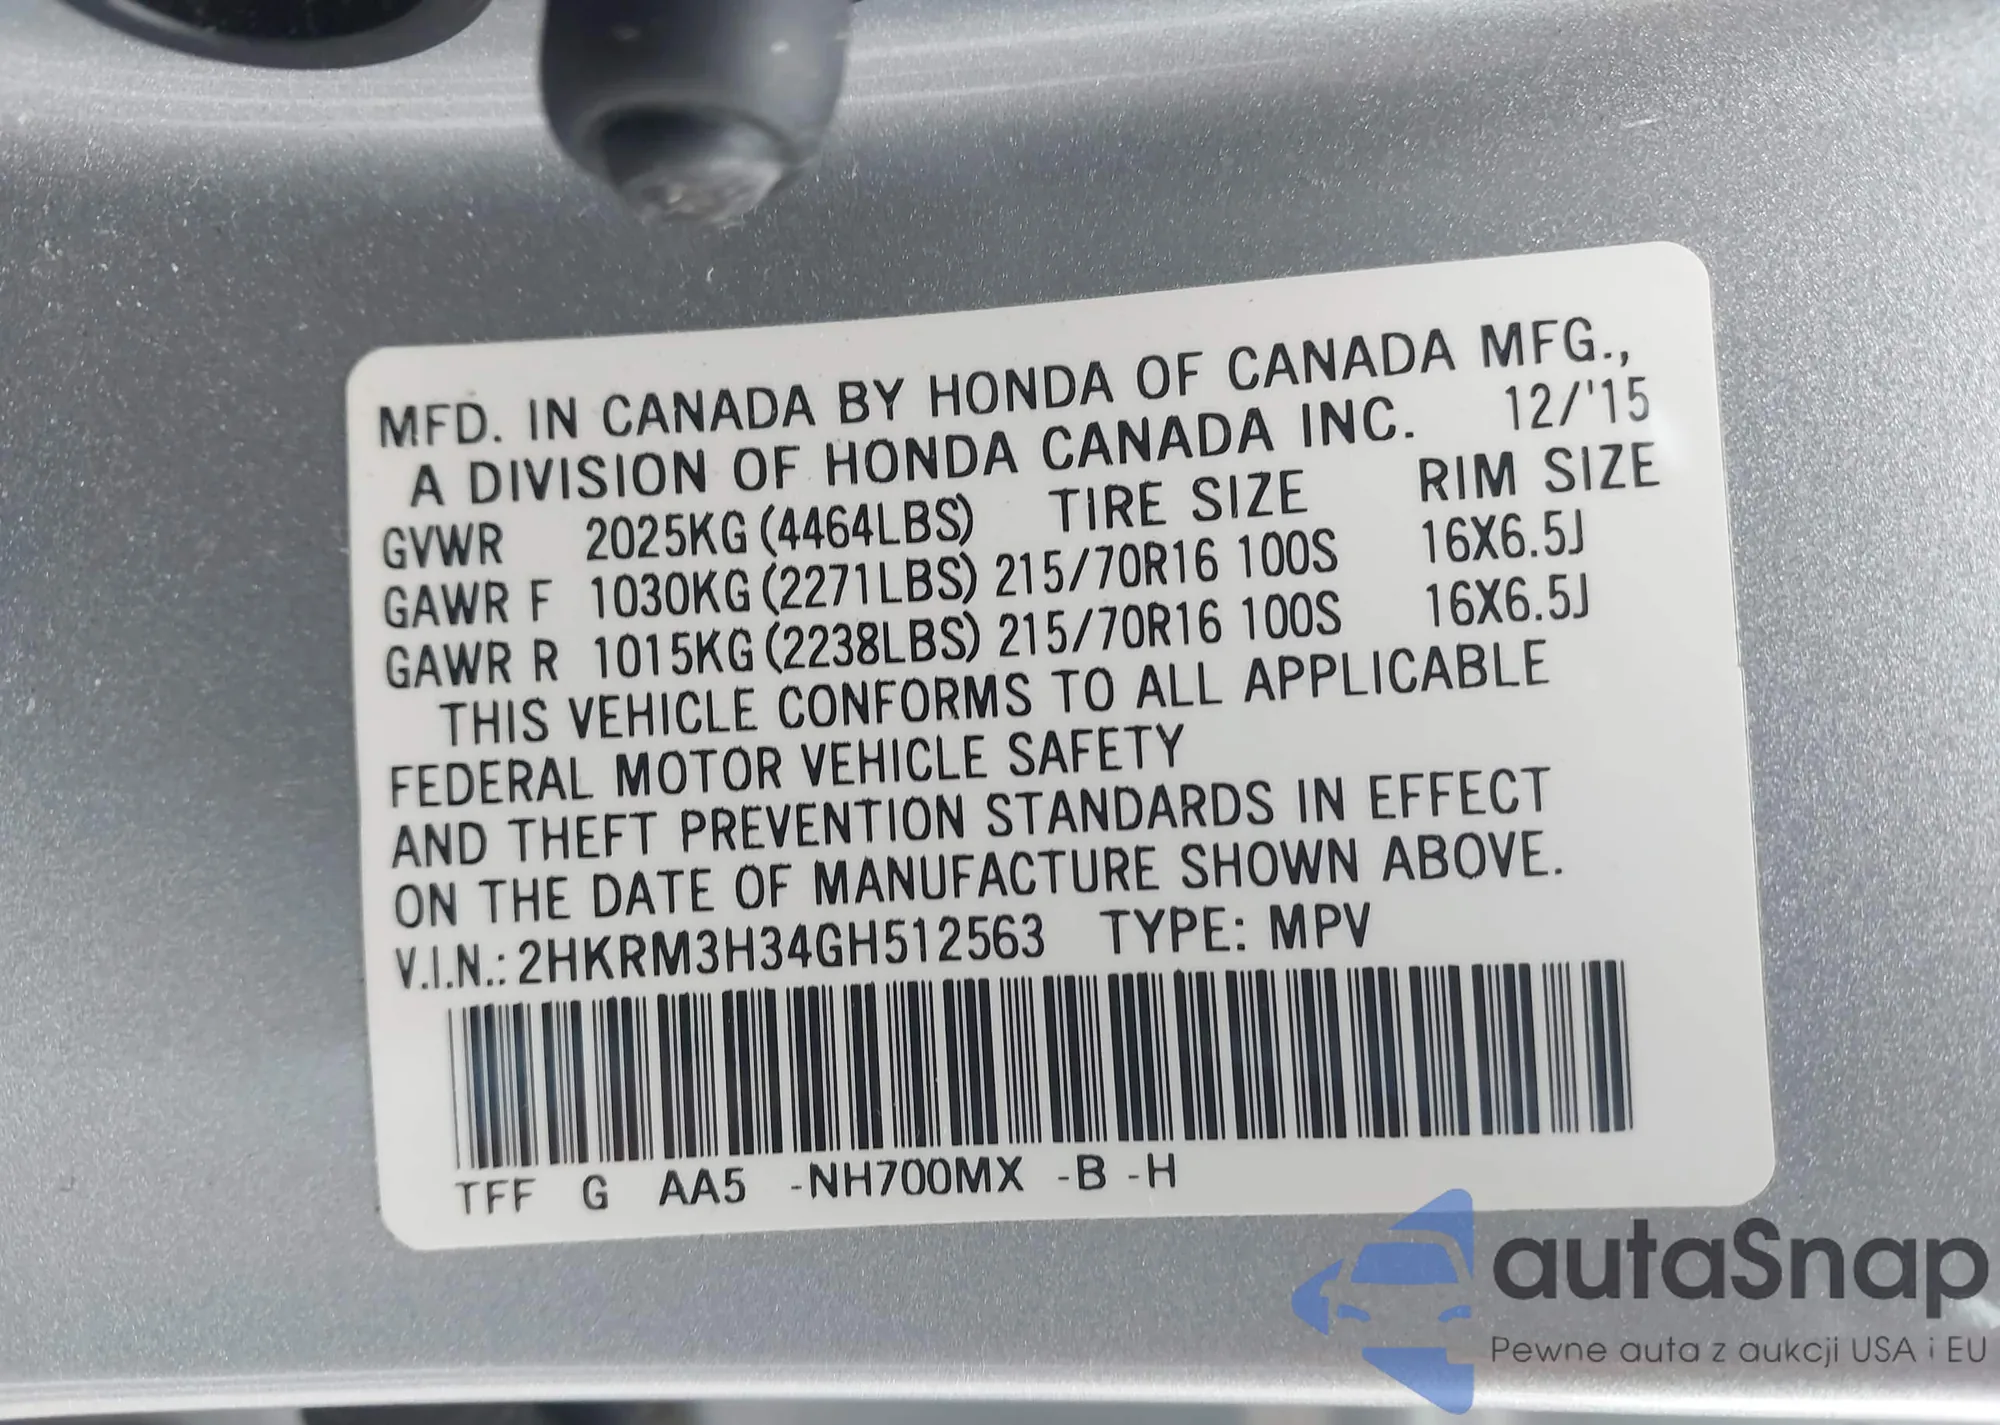 MFD. IN CANADA BY HONDA OF CANADA MFG.,
A DIVISION OF HONDA CANADA INC. 12/'15
GVWR 2025KG (4464LBS) TIRE SIZE RIM SIZE
GAWR F 1030KG (2271LBS) 215/70R16 100S 16X6.5J
GAWR R 1015KG (2238LBS) 215/70R16 100S 16X6.5J
THIS VEHICLE CONFORMS TO ALL APPLICABLE
FEDERAL MOTOR VEHICLE SAFETY
AND THEFT PREVENTION STANDARDS IN EFFECT
ON THE DATE OF MANUFACTURE SHOWN ABOVE.
V.I.N.: 2HKRM3H34GH512563 TYPE: MPV
TFF G AA5 -NH700MX -B -H
autaSnap
Pewne auta z aukcji USA i EU